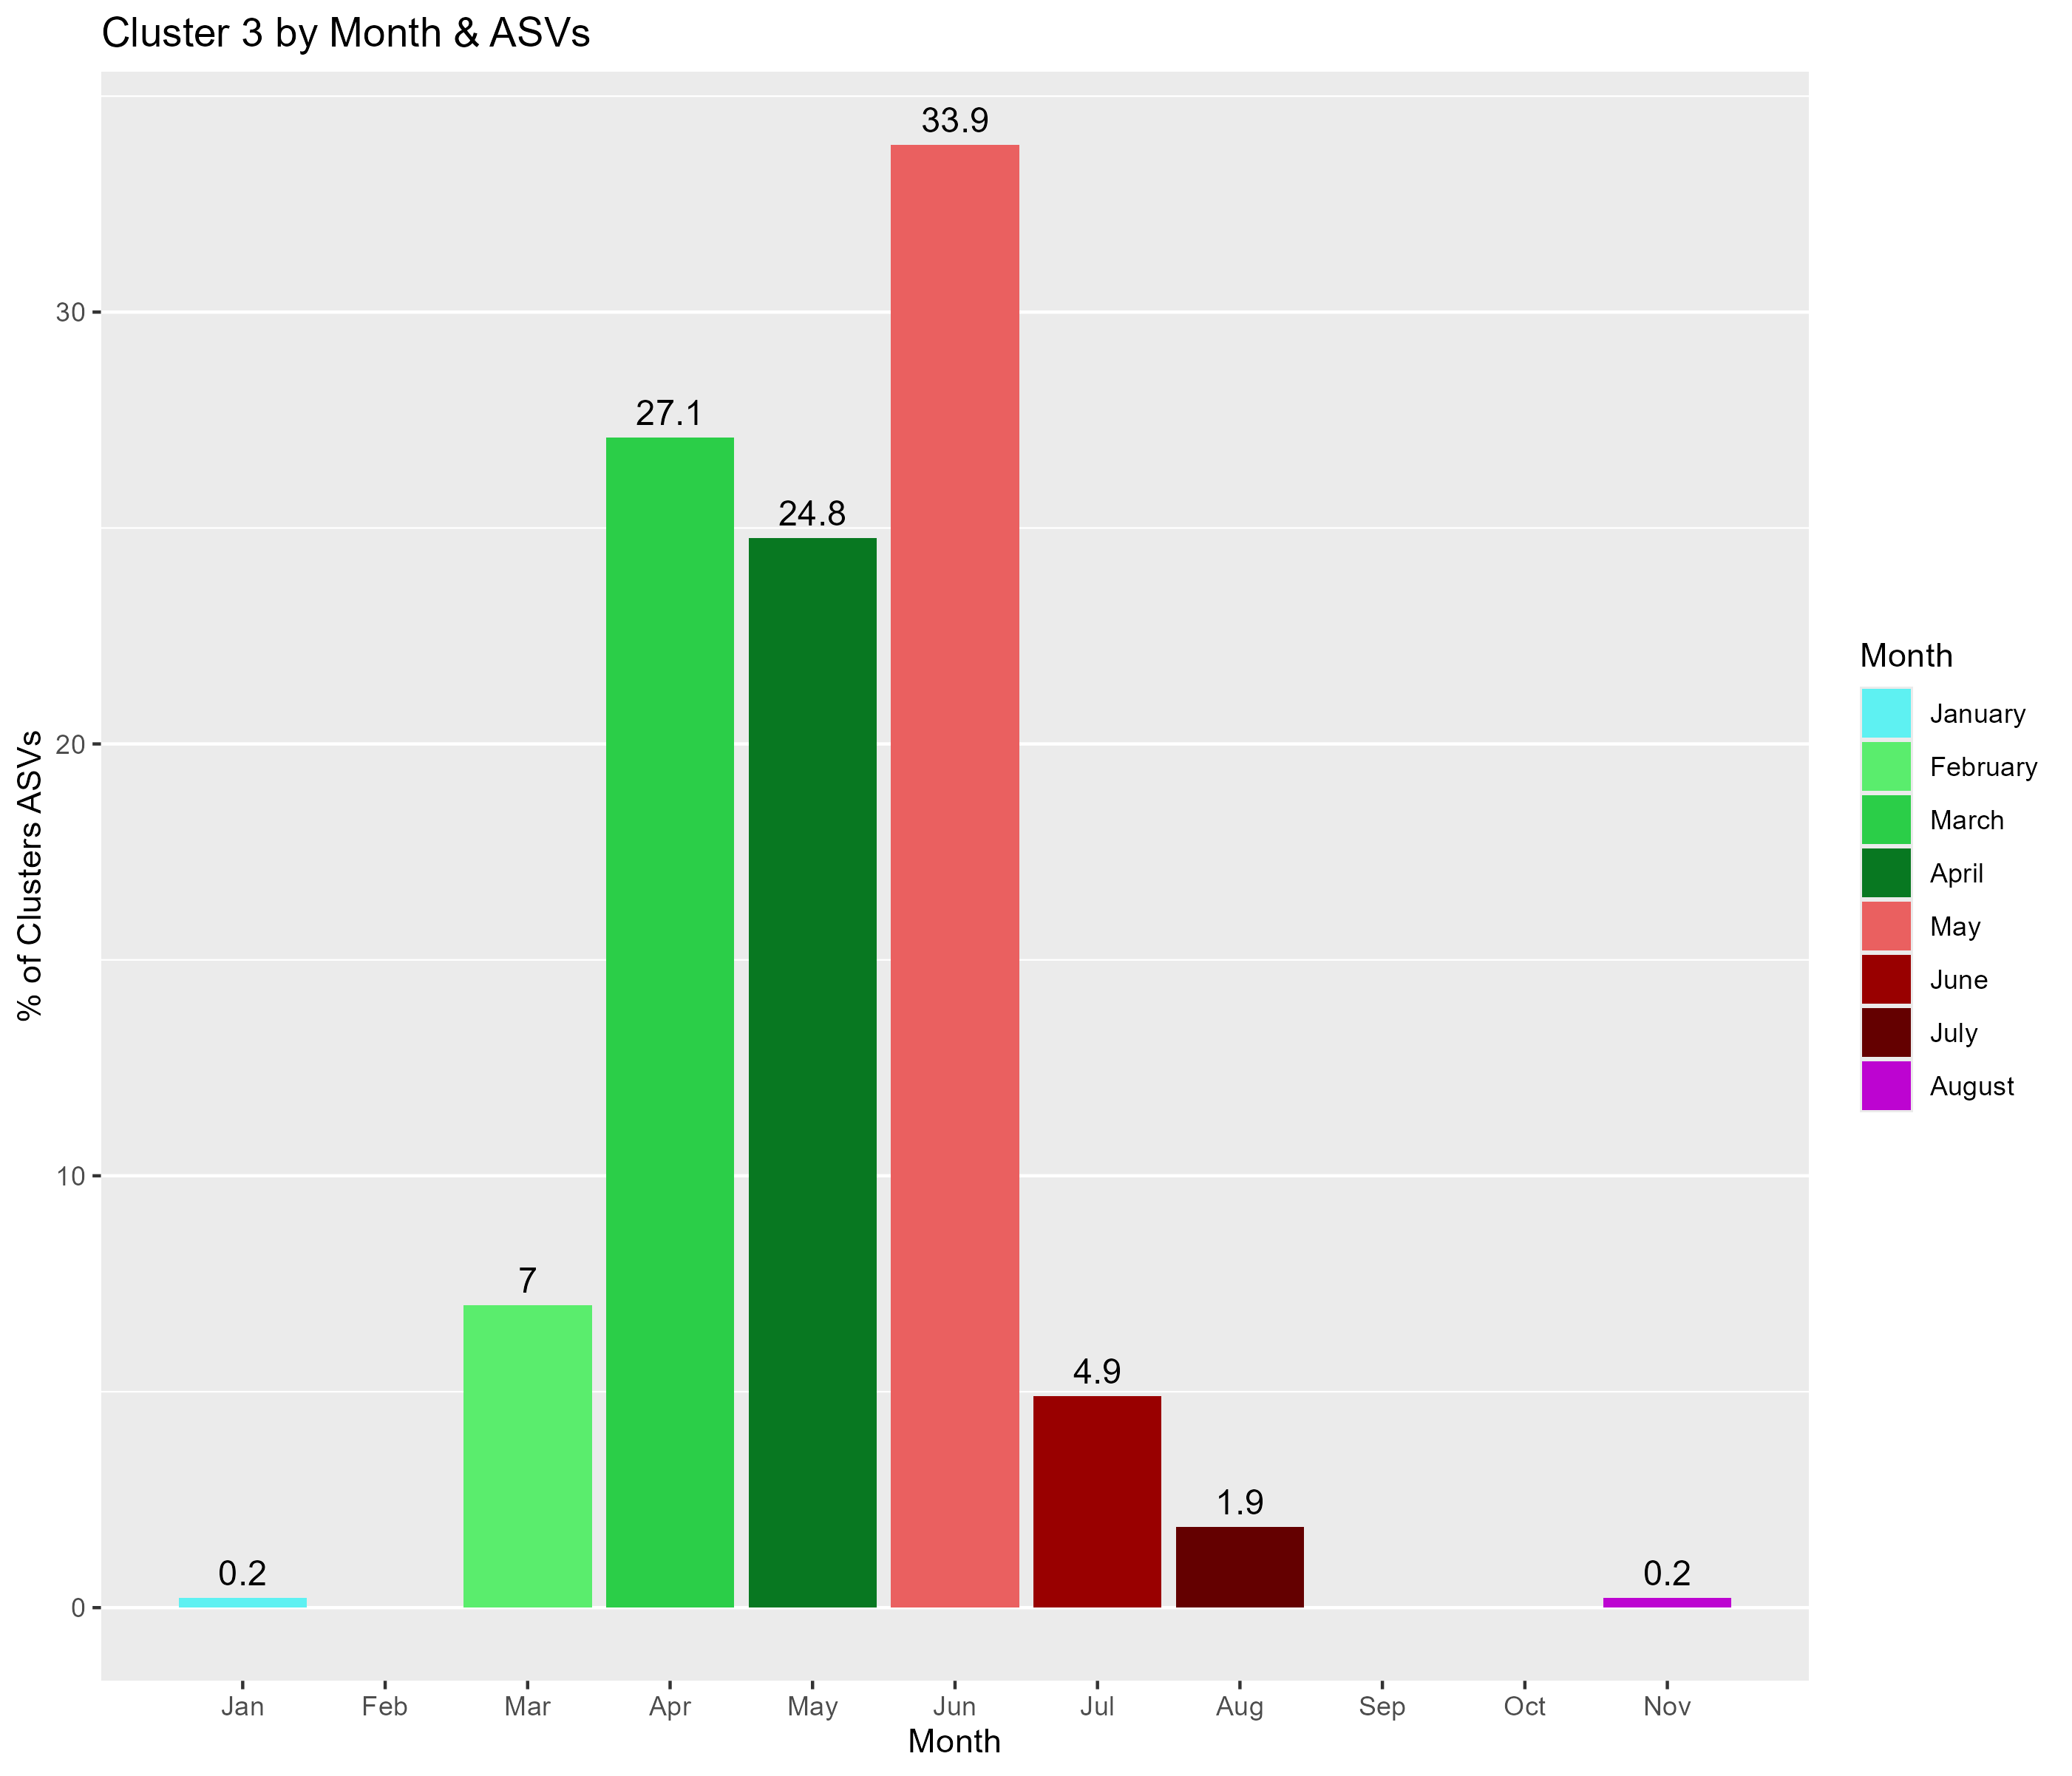 Cluster 3 by Month & ASVs
33.9
30
27.1
24.8
20
% of Clusters ASVs
10
7
4.9
1.9
0.2
0.2
0
Jan Feb Mar Apr May Jun Jul Aug Sep Oct Nov
Month
Month
January
February
March
April
May
June
July
August